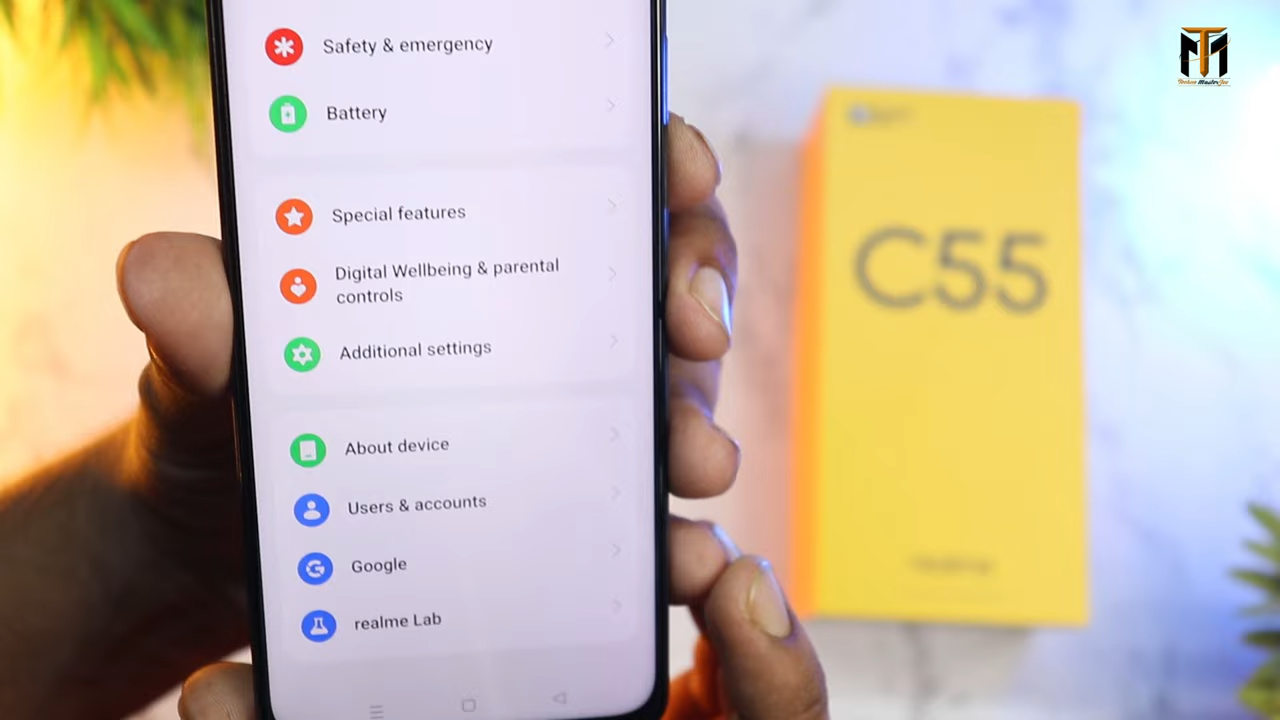 Safety & emergency
Battery
Special features
Digital Wellbeing & parental
controls
Additional settings
About device
Users & accounts
Google
realme Lab
C55